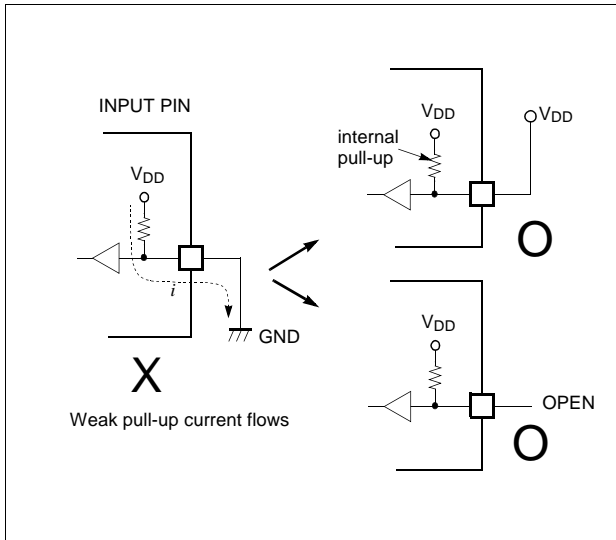 INPUT PIN
VDD
i
GND
X
Weak pull-up current flows
VDD
internal
pull-up
VDD
O
VDD
OPEN
O